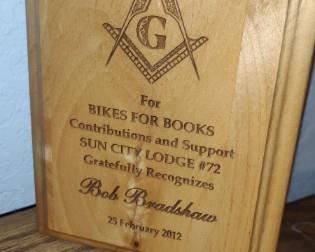 G
For
BIKES FOR BOOKS
Contributions and Support
SUN CITY LODGE #72
Gratefully Recognizes
Bob Bradshaw
25 February 2012